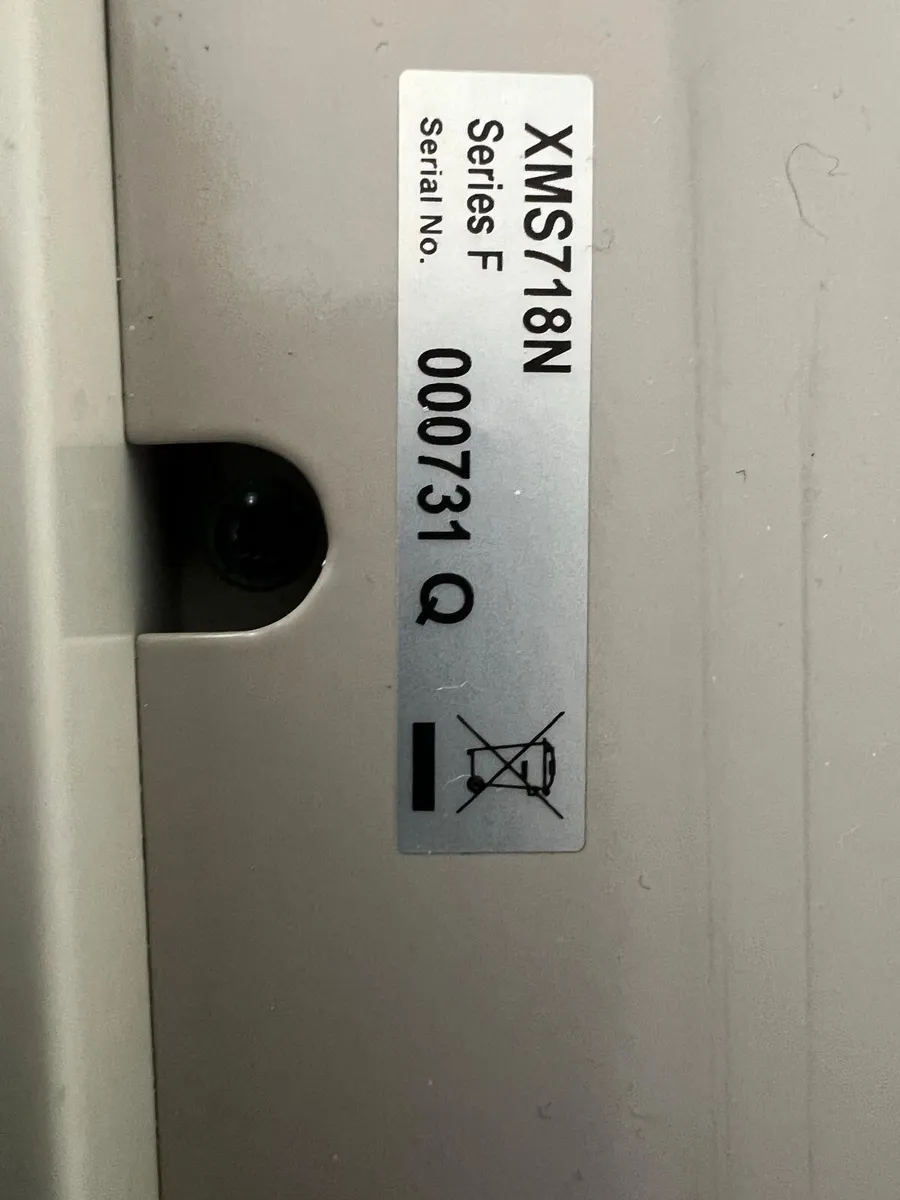 XMS718N
Series F
Serial No. 000731 Q